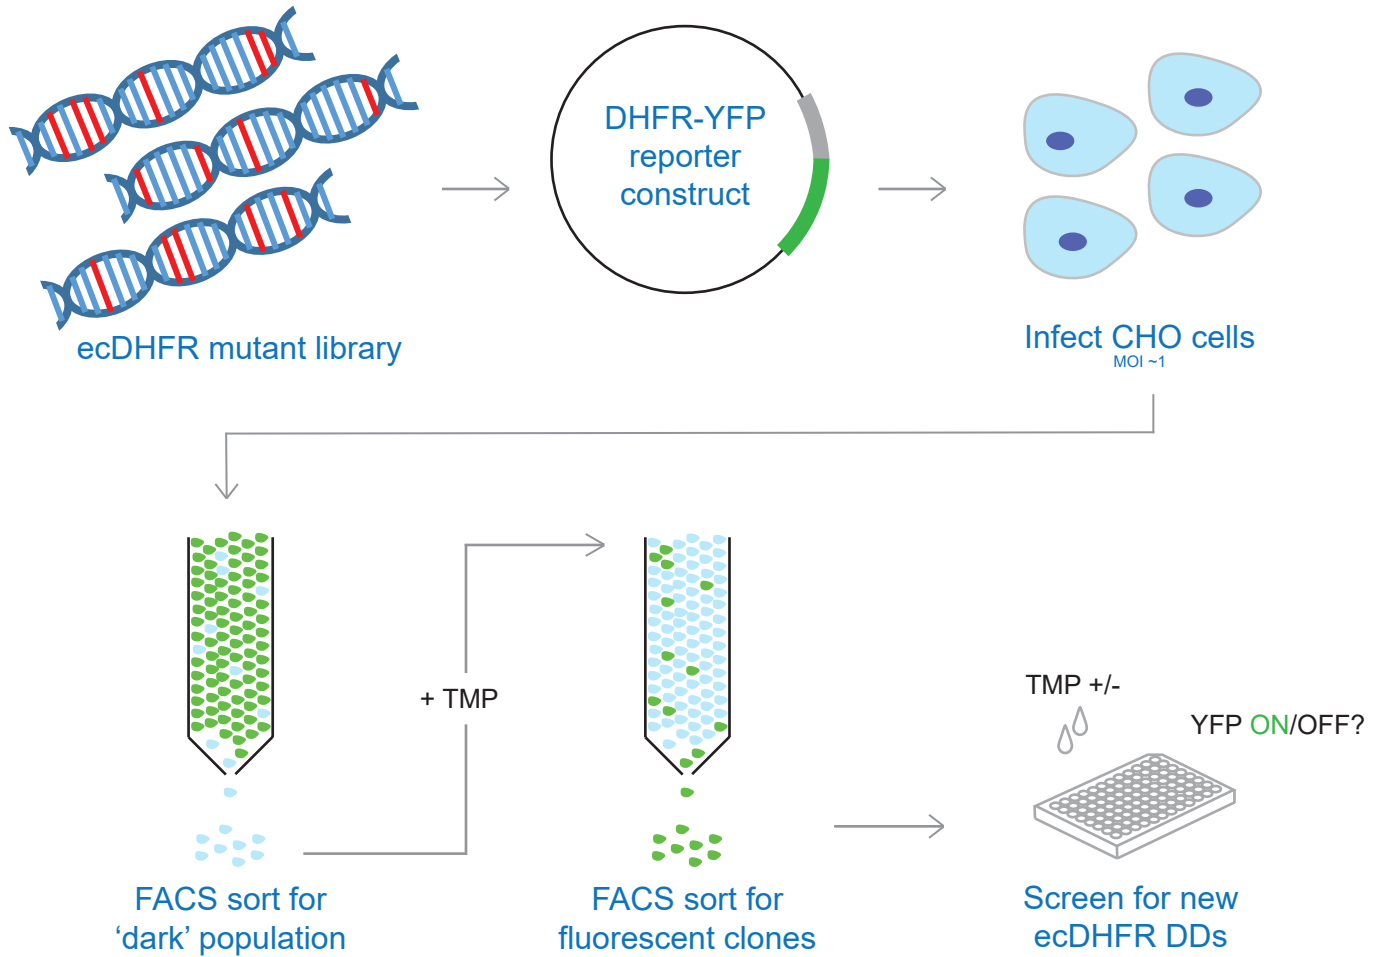 DHFR-YFP
reporter
construct
ecDHFR mutant library
Infect CHO cells
MOI ~1
+ TMP
TMP +/-
YFP ON/OFF?
FACS sort for
‘dark’ population
FACS sort for
fluorescent clones
Screen for new
ecDHFR DDs